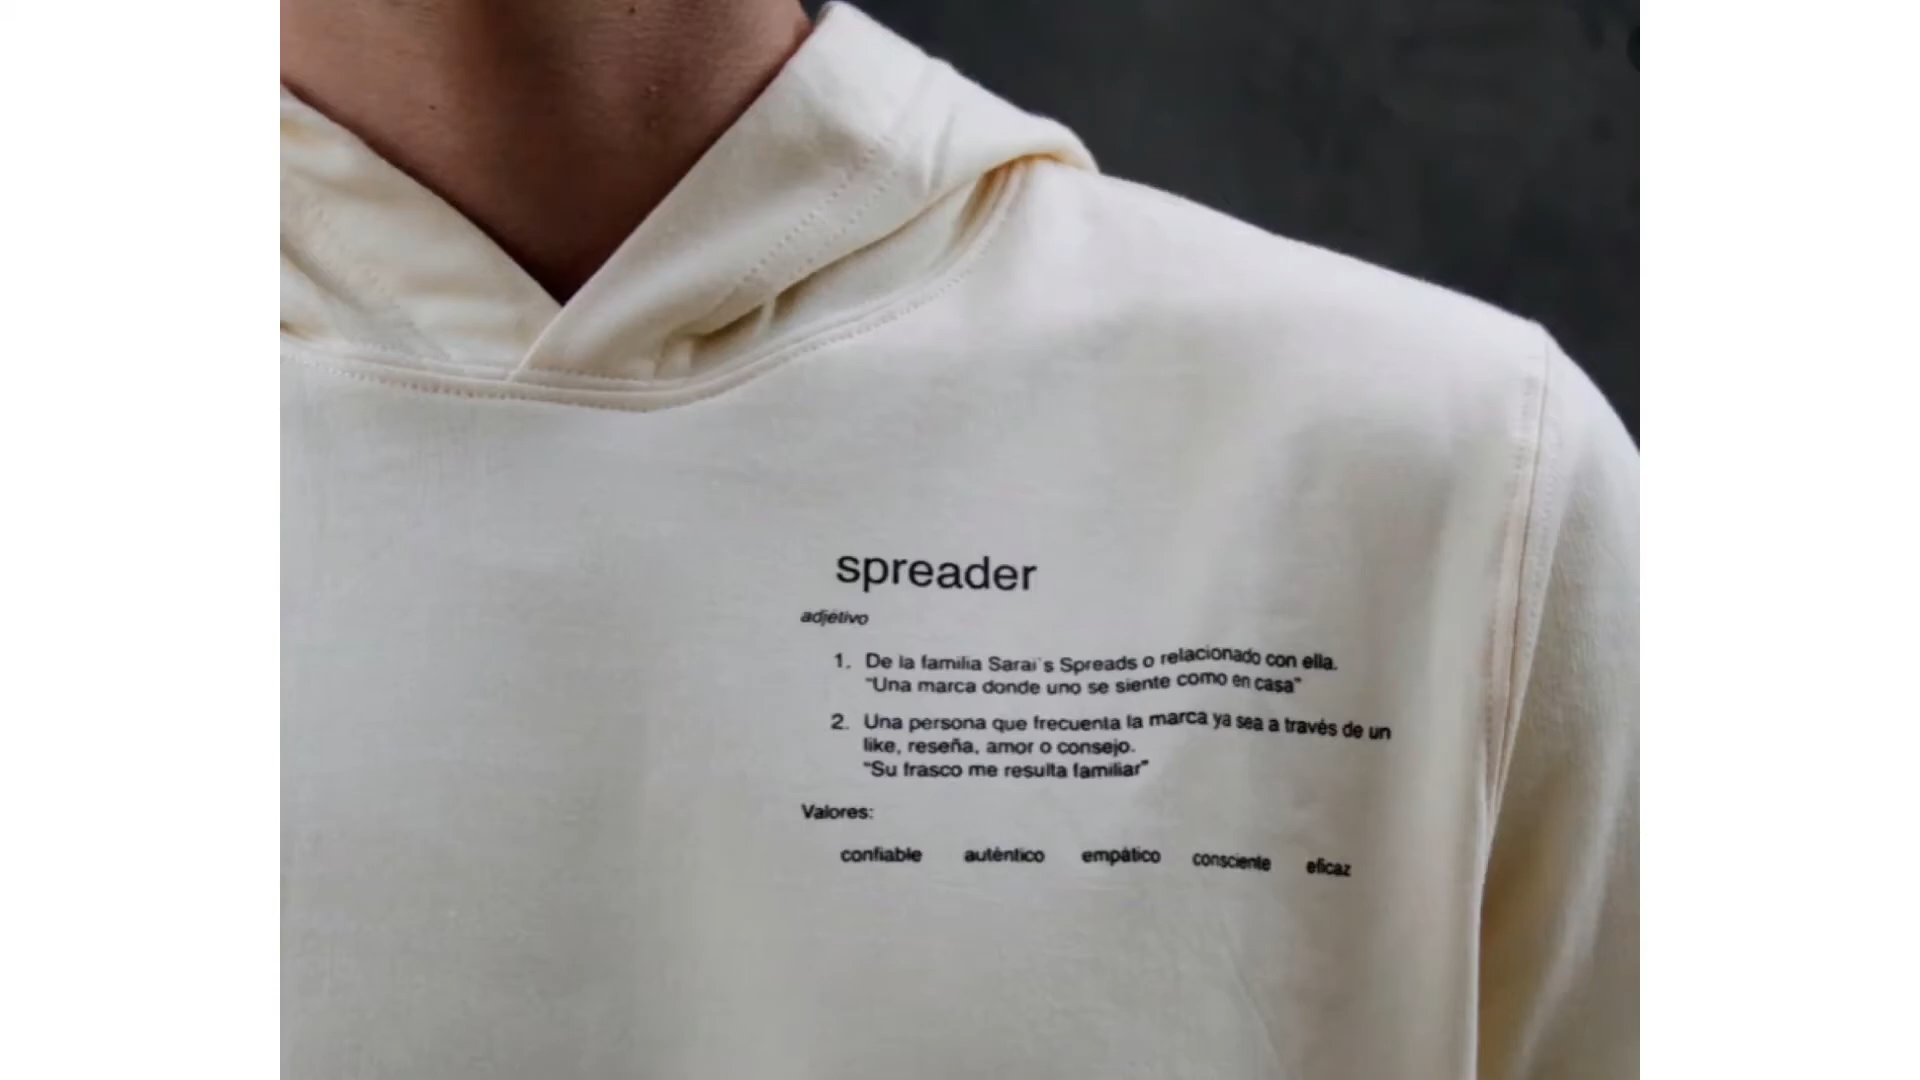 spreader
adjetivo
1. De la familia Sarai`s Spreads o relacionado con ella.
"Una marca donde uno se siente como en casa"
2. Una persona que frecuenta la marca ya sea a través de un
like, reseña, amor o consejo.
"Su frasco me resulta familiar"
Valores:
confiable auténtico empático consciente eficaz